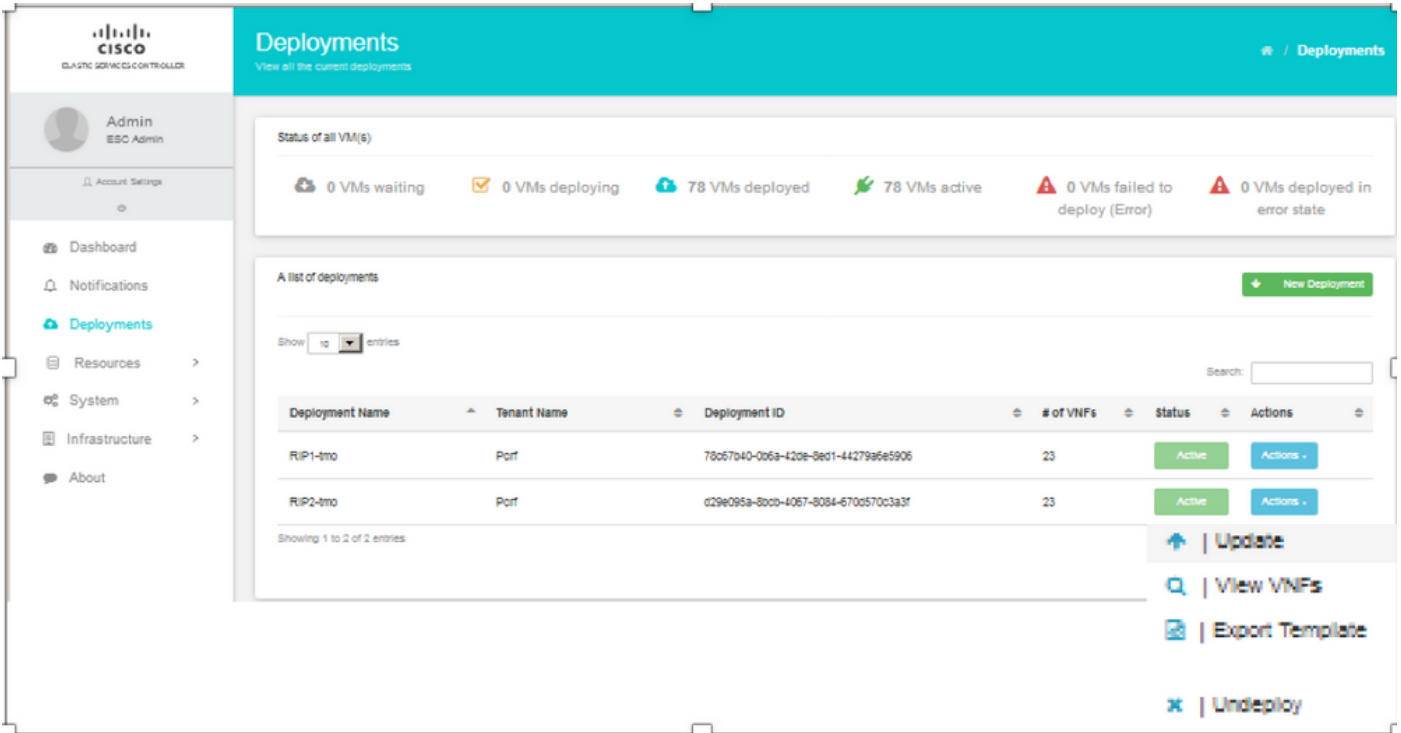 CISCO
ELASTIC SERVICES CONTROLLER
Admin
ESC Admin
Account Settings
Dashboard
Notifications
Deployments
Resources
System
Infrastructure
About
Deployments
View all the current deployments
/ Deployments
Status of all VM(s)
0 VMs waiting
0 VMs deploying
78 VMs deployed
78 VMs active
0 VMs failed to
deploy (Error)
0 VMs deployed in
error state
A list of deployments
New Deployment
Show 10 entries
Search:
Deployment Name Tenant Name Deployment ID # of VNFs Status Actions
RIP1-tmo Pcrf 78c67b40-0b6a-42de-8ed1-44279a6e5906 23 Active Actions
RIP2-tmo Pcrf d29e095a-8bcb-4067-8084-670d570c3a3f 23 Active Actions
Showing 1 to 2 of 2 entries
| Update
| View VNFs
| Export Template
| Undeploy